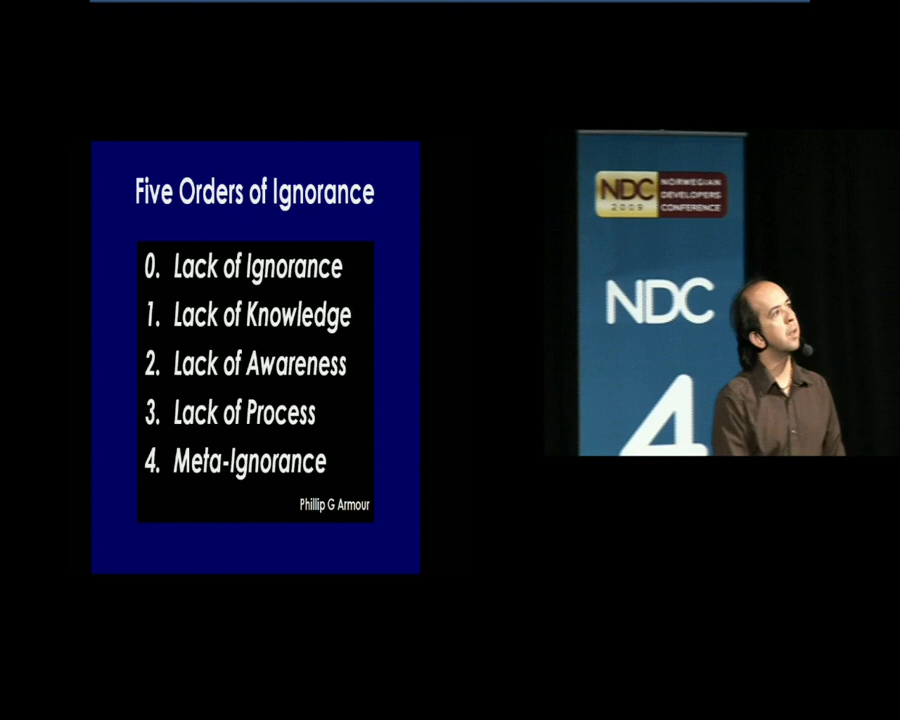 Five Orders of Ignorance
0. Lack of Ignorance
1. Lack of Knowledge
2. Lack of Awareness
3. Lack of Process
4. Meta-Ignorance
Phillip G Armour
NDC
2009
NORWEGIAN
DEVELOPERS
CONFERENCE
NDC
4